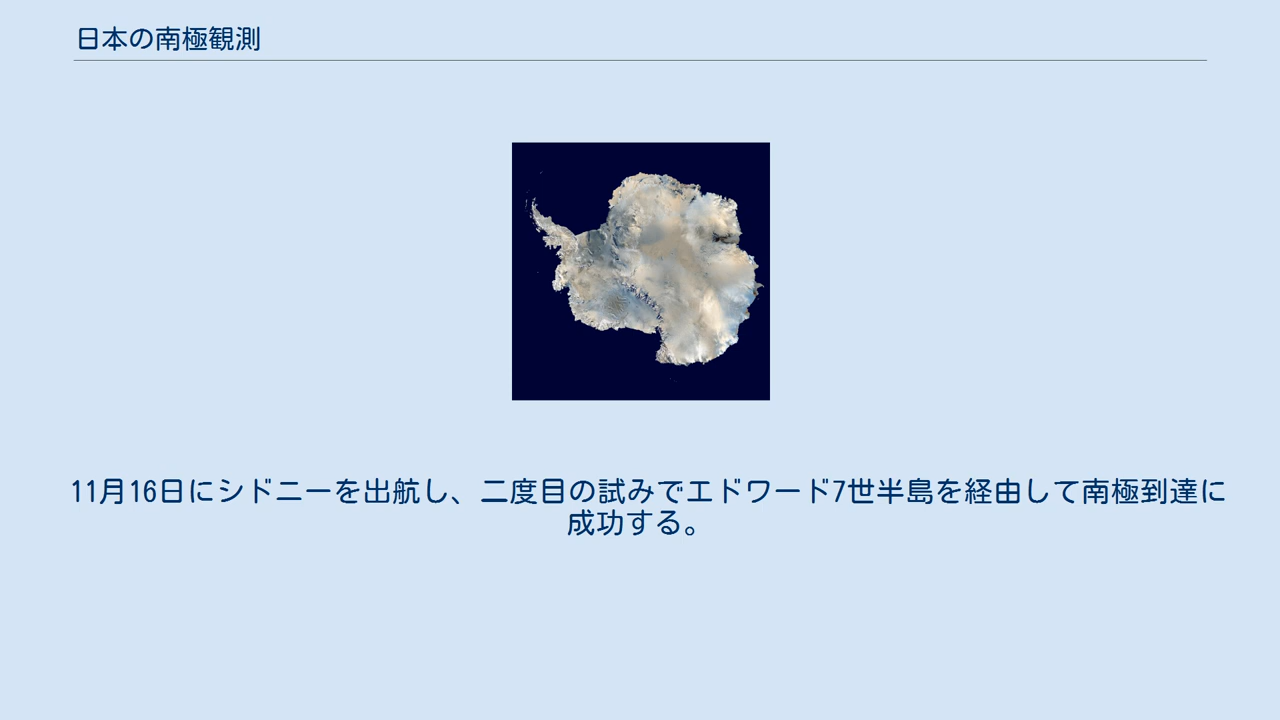 日本の南極観測
11月16日にシドニーを出航し、二度目の試みでエドワード7世半島を経由して南極到達に
成功する。